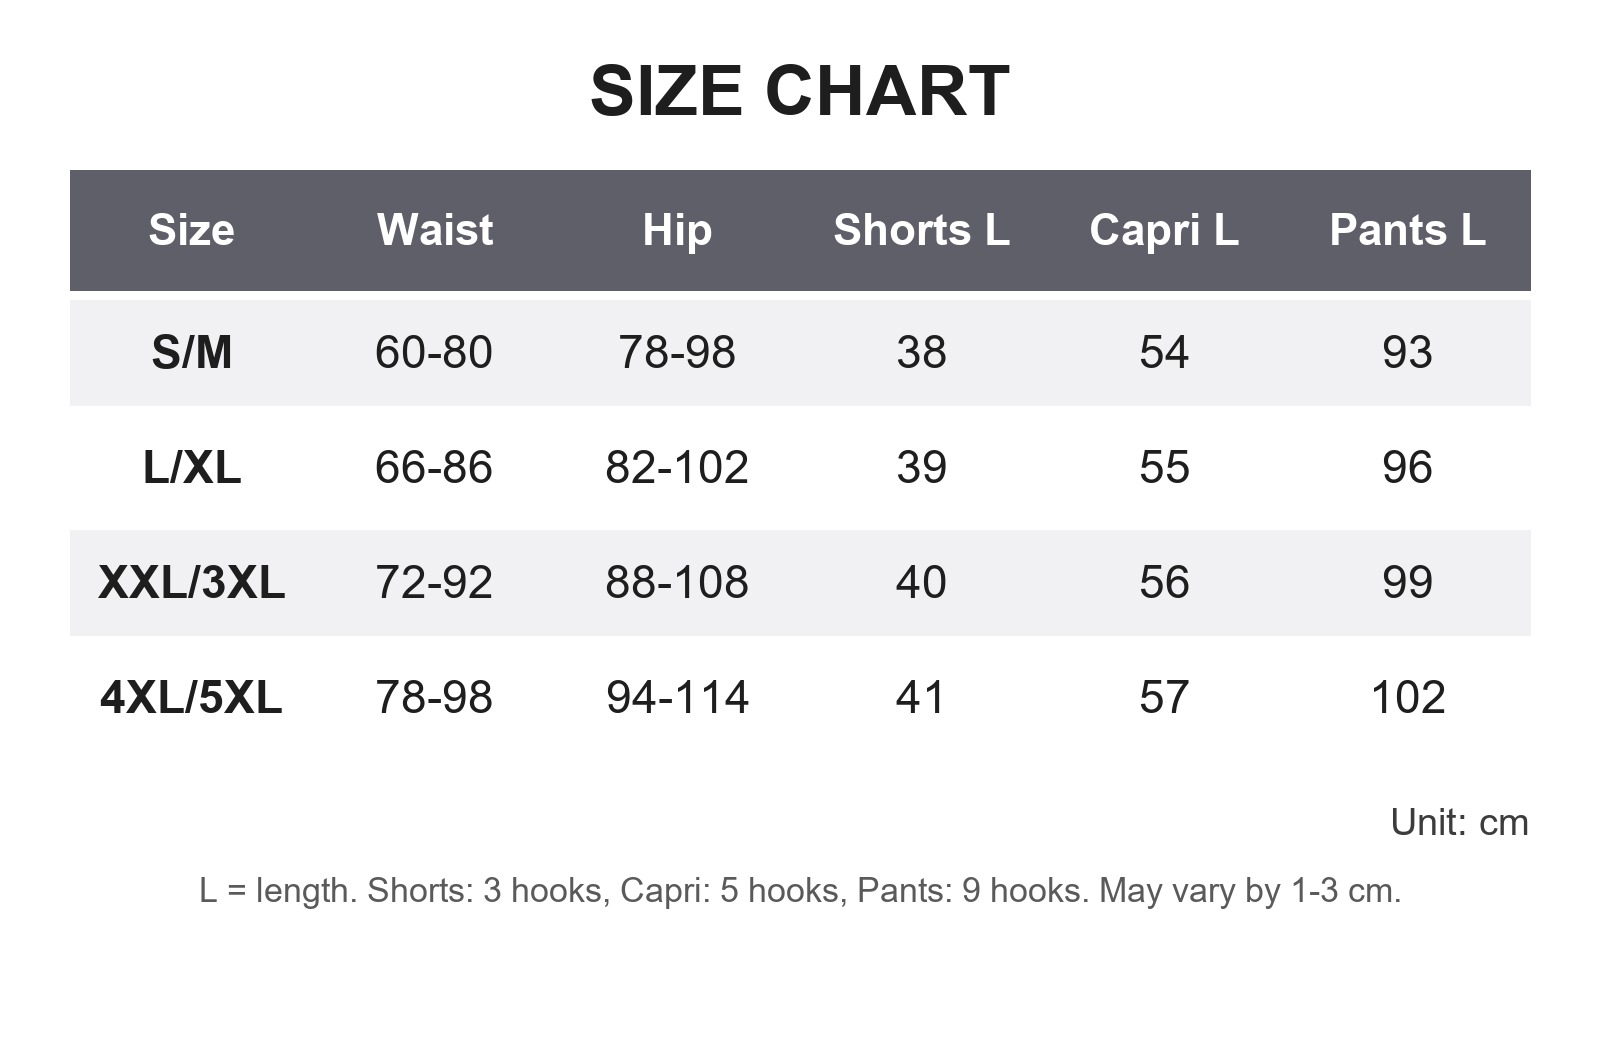 SIZE CHART
Size Waist Hip Shorts L Capri L Pants L
S/M 60-80 78-98 38 54 93
L/XL 66-86 82-102 39 55 96
XXL/3XL 72-92 88-108 40 56 99
4XL/5XL 78-98 94-114 41 57 102
Unit: cm
L = length. Shorts: 3 hooks, Capri: 5 hooks, Pants: 9 hooks. May vary by 1-3 cm.